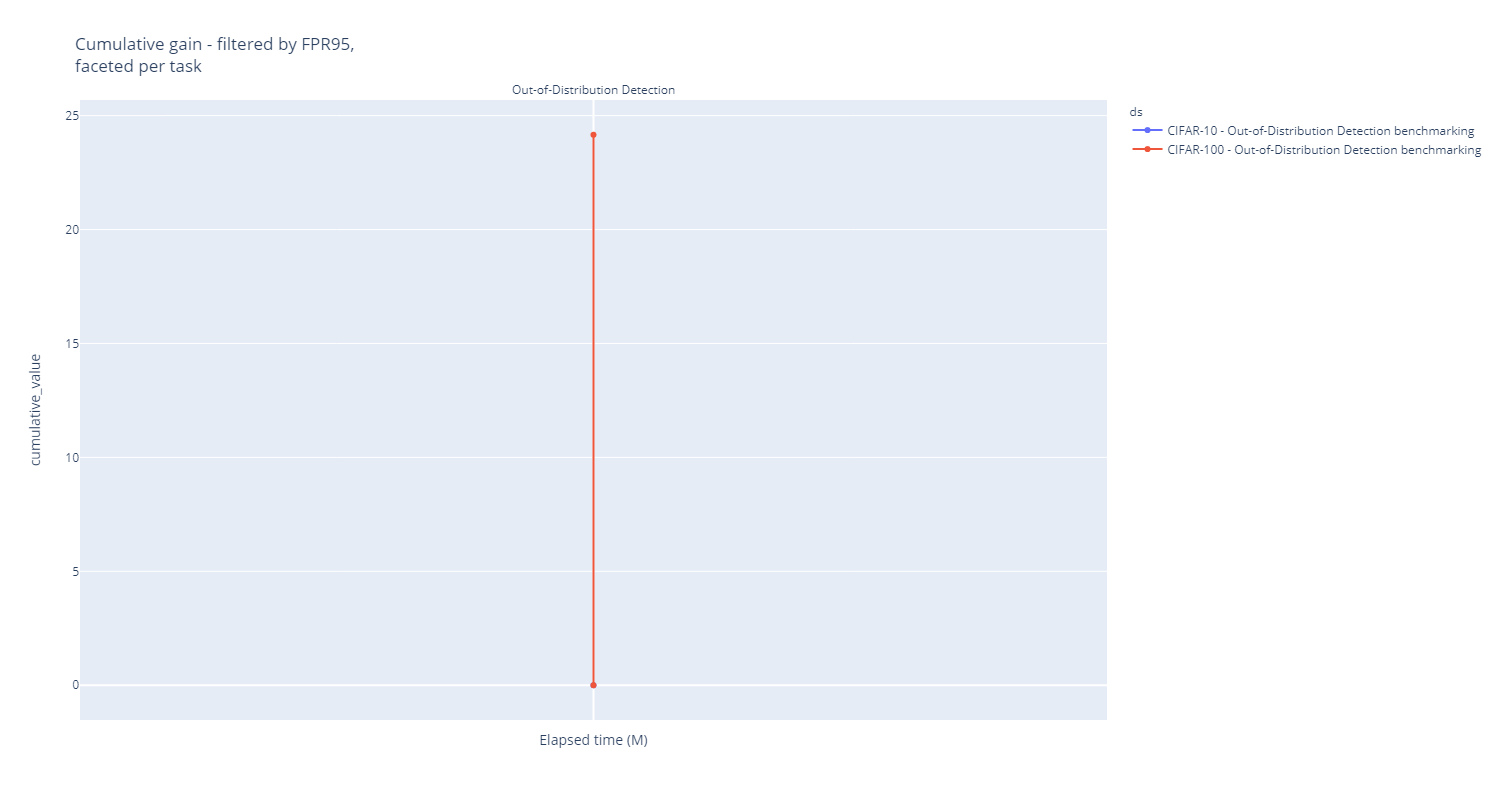 Cumulative gain - filtered by FPR95,
faceted per task
Out-of-Distribution Detection
25
20
15
10
5
0
cumulative_value
Elapsed time (M)
ds
CIFAR-10 - Out-of-Distribution Detection benchmarking
CIFAR-100 - Out-of-Distribution Detection benchmarking